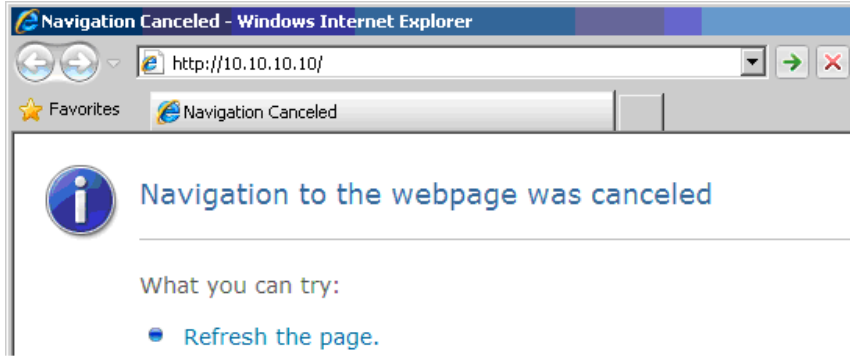 Navigation Canceled - Windows Internet Explorer
http://10.10.10.10/
Favorites
Navigation Canceled
Navigation to the webpage was canceled
What you can try:
Refresh the page.